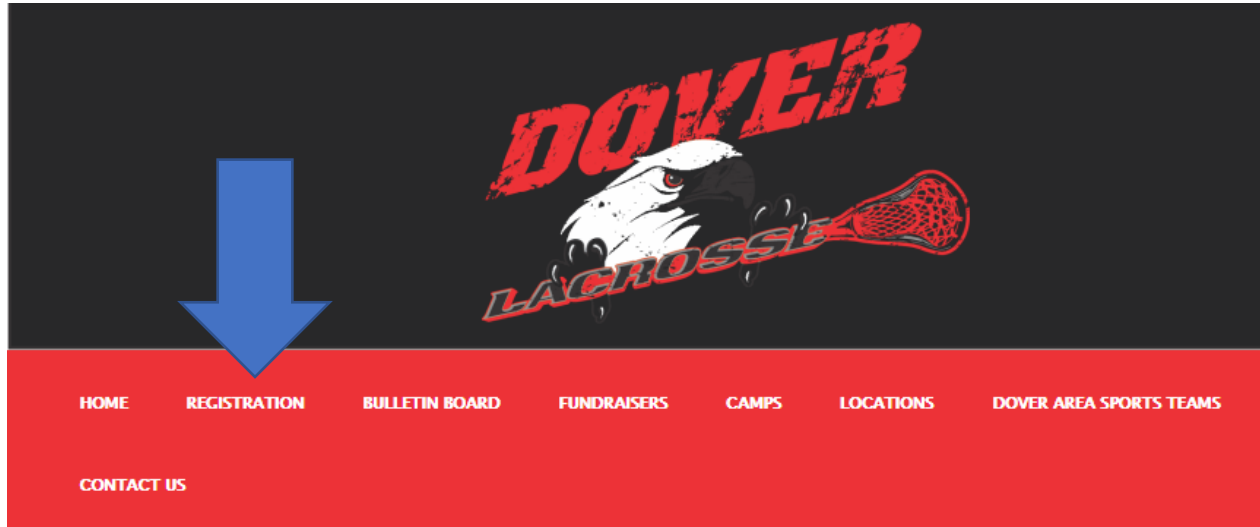 DOVER
LACROSSE
HOME REGISTRATION BULLETIN BOARD FUNDRAISERS CAMPS LOCATIONS DOVER AREA SPORTS TEAMS
CONTACT US